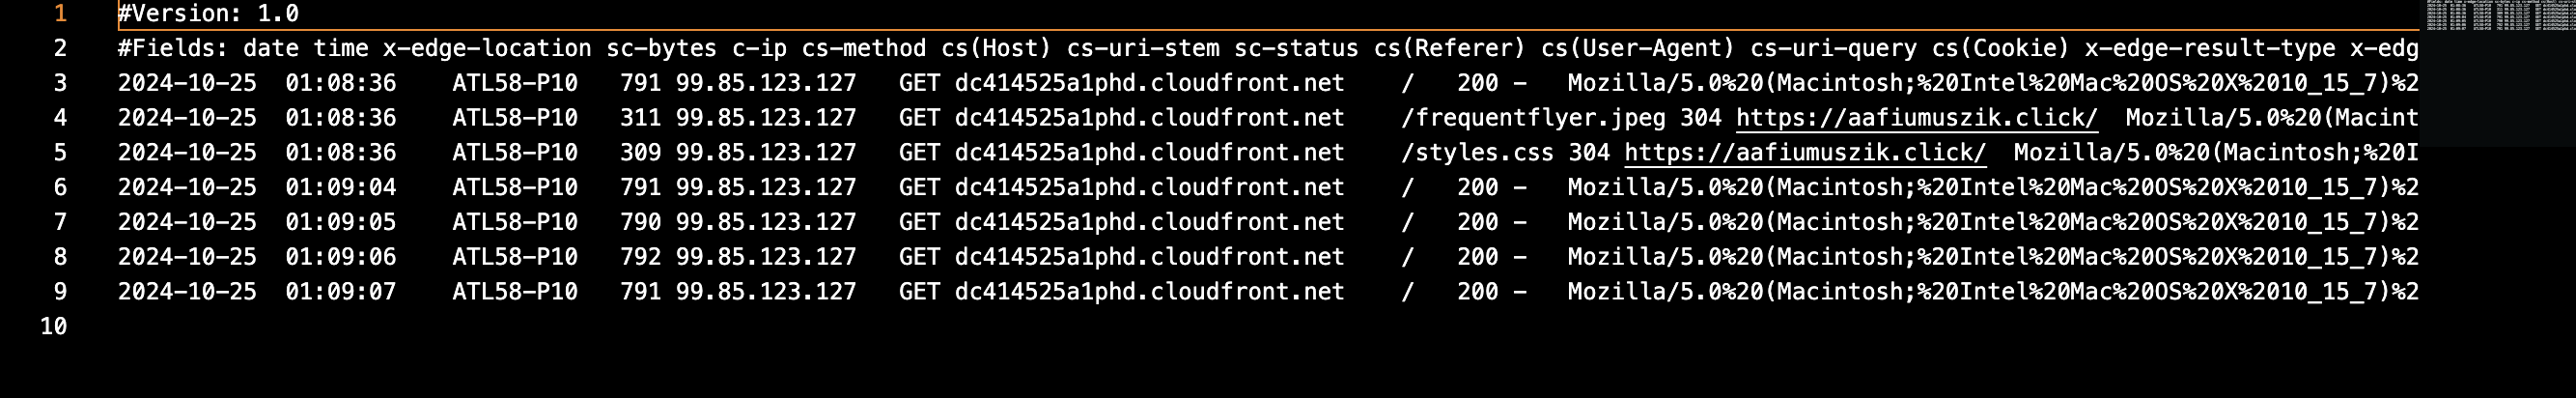 1 #Version: 1.0
2 #Fields: date time x-edge-location sc-bytes c-ip cs-method cs(Host) cs-uri-stem sc-status cs(Referer) cs(User-Agent) cs-uri-query cs(Cookie) x-edge-result-type x-edg
3 2024-10-25 01:08:36 ATL58-P10 791 99.85.123.127 GET dc414525a1phd.cloudfront.net / 200 - Mozilla/5.0%20(Macintosh;%20Intel%20Mac%20OS%20X%2010_15_7)%2
4 2024-10-25 01:08:36 ATL58-P10 311 99.85.123.127 GET dc414525a1phd.cloudfront.net /frequentflyer.jpeg 304 https://aafiumuszik.click/ Mozilla/5.0%20(Macint
5 2024-10-25 01:08:36 ATL58-P10 309 99.85.123.127 GET dc414525a1phd.cloudfront.net /styles.css 304 https://aafiumuszik.click/ Mozilla/5.0%20(Macintosh;%20I
6 2024-10-25 01:09:04 ATL58-P10 791 99.85.123.127 GET dc414525a1phd.cloudfront.net / 200 - Mozilla/5.0%20(Macintosh;%20Intel%20Mac%20OS%20X%2010_15_7)%2
7 2024-10-25 01:09:05 ATL58-P10 790 99.85.123.127 GET dc414525a1phd.cloudfront.net / 200 - Mozilla/5.0%20(Macintosh;%20Intel%20Mac%20OS%20X%2010_15_7)%2
8 2024-10-25 01:09:06 ATL58-P10 792 99.85.123.127 GET dc414525a1phd.cloudfront.net / 200 - Mozilla/5.0%20(Macintosh;%20Intel%20Mac%20OS%20X%2010_15_7)%2
9 2024-10-25 01:09:07 ATL58-P10 791 99.85.123.127 GET dc414525a1phd.cloudfront.net / 200 - Mozilla/5.0%20(Macintosh;%20Intel%20Mac%20OS%20X%2010_15_7)%2
10